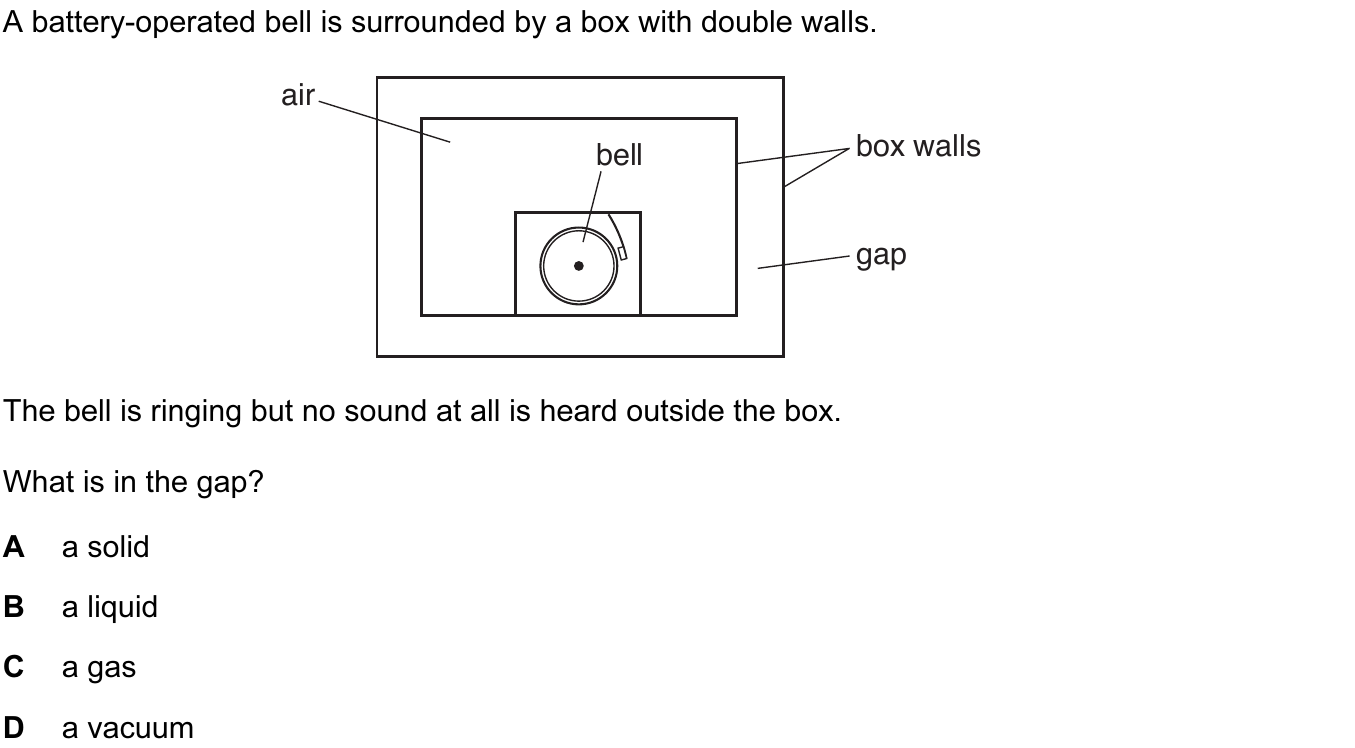 A battery-operated bell is surrounded by a box with double walls.
air
bell
box walls
gap
The bell is ringing but no sound at all is heard outside the box.
What is in the gap?
A a solid
B a liquid
C a gas
D a vacuum